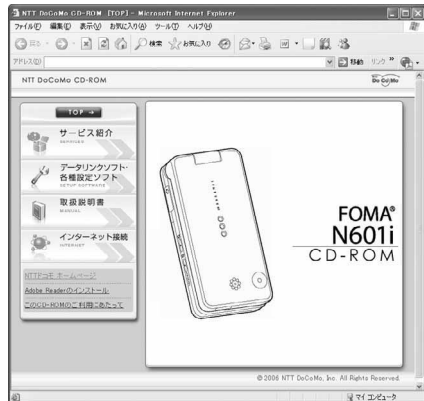 NTT DoCoMo CD-ROM [TOP] - Microsoft Internet Explorer
ファイル(F) 編集(E) 表示(V) お気に入り(A) ツール(T) ヘルプ(H)
戻る 検索 お気に入り
アドレス(D) 移動 リンク »
NTT DoCoMo CD-ROM
DoCoMo
TOP
サービス紹介
SERVICES
データリンクソフト・
各種設定ソフト
SETUP SOFTWARE
取扱説明書
MANUAL
インターネット接続
INTERNET
NTTドコモ ホームページ
Adobe Readerのインストール
このCD-ROMのご利用にあたって
FOMA®
N601i
CD-ROM
© 2006 NTT DoCoMo, Inc. All Rights Reserved.
マイ コンピュータ